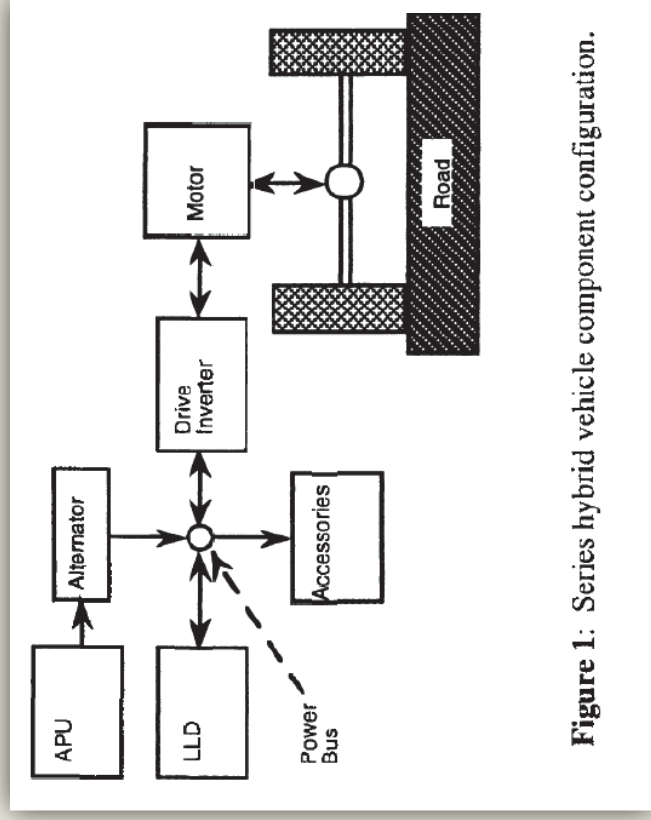 APU
Alternator
LLD
Drive
Inverter
Motor
Power
Bus
Accessories
Road
Figure 1: Series hybrid vehicle component configuration.